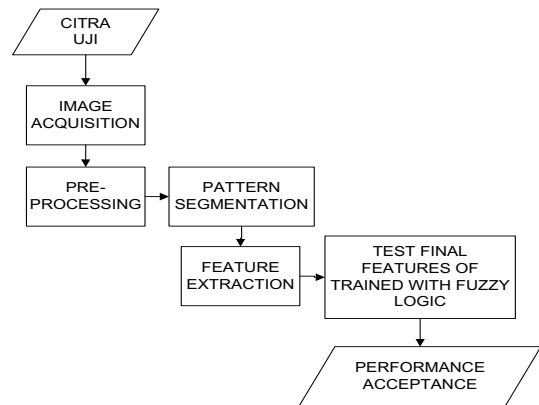 CITRA
UJI
IMAGE
ACQUISITION
PRE-
PROCESSING
PATTERN
SEGMENTATION
FEATURE
EXTRACTION
TEST FINAL
FEATURES OF
TRAINED WITH FUZZY
LOGIC
PERFORMANCE
ACCEPTANCE